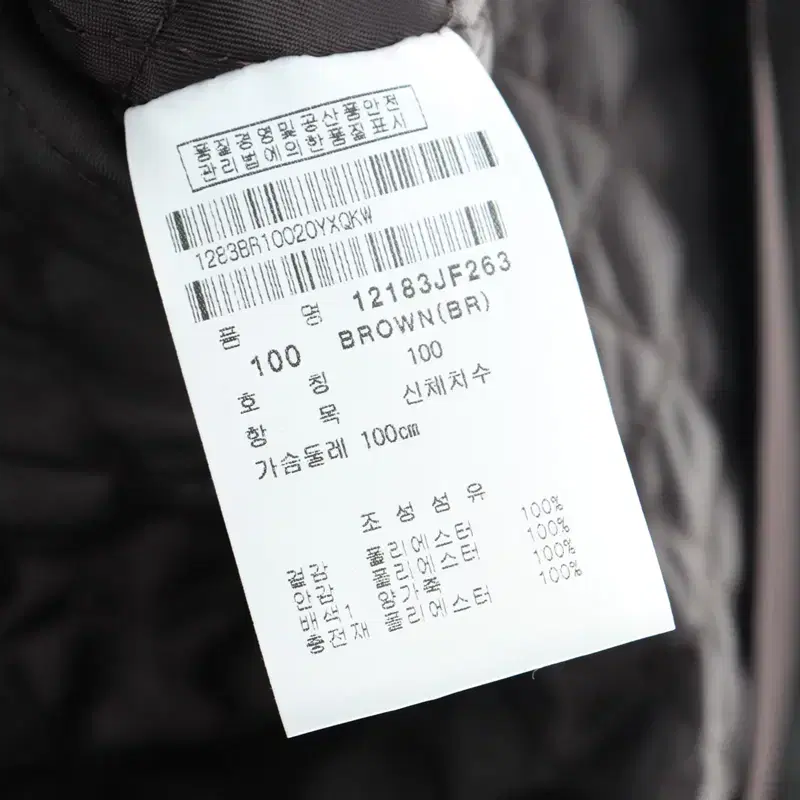 품질경영및공산품안전
관리법에의한품질표시
1283BR10020YXQKW
품 명 12183JF263
100 BROWN(BR)
호 칭 100
항 목 신체치수
가슴둘레 100cm
조성섬유
겉감 폴리에스터 100%
안감 폴리에스터 100%
배색1 양가죽 100%
충전재 폴리에스터 100%